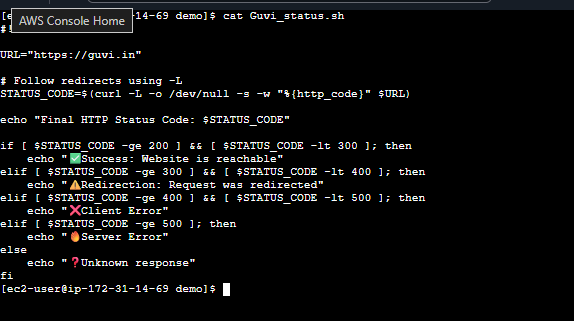 [ec2-user@ip-172-31-14-69 demo]$ cat Guvi_status.sh
AWS Console Home
#!

URL="https://guvi.in"

# Follow redirects using -L
STATUS_CODE=$(curl -L -o /dev/null -s -w "%{http_code}" $URL)

echo "Final HTTP Status Code: $STATUS_CODE"

if [ $STATUS_CODE -ge 200 ] && [ $STATUS_CODE -lt 300 ]; then
    echo "✅Success: Website is reachable"
elif [ $STATUS_CODE -ge 300 ] && [ $STATUS_CODE -lt 400 ]; then
    echo "⚠️Redirection: Request was redirected"
elif [ $STATUS_CODE -ge 400 ] && [ $STATUS_CODE -lt 500 ]; then
    echo "❌Client Error"
elif [ $STATUS_CODE -ge 500 ]; then
    echo "🔥Server Error"
else
    echo "❓Unknown response"
fi
[ec2-user@ip-172-31-14-69 demo]$